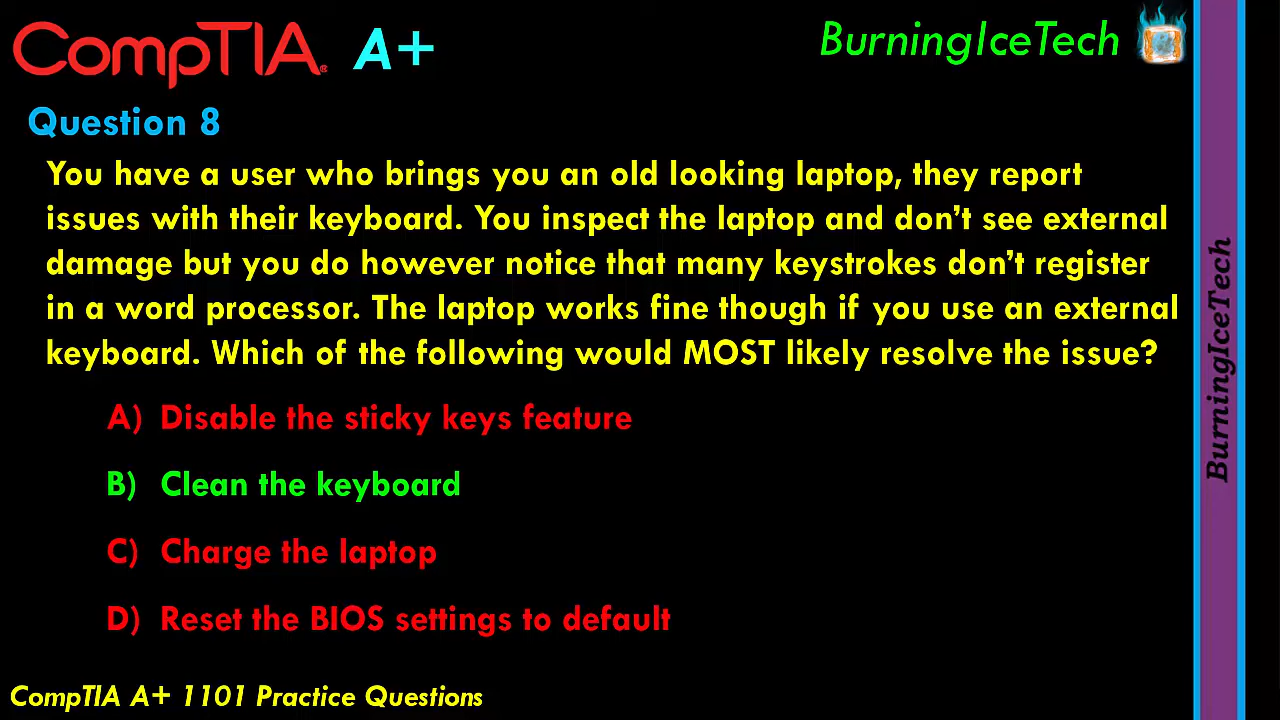 CompTIA® A+
BurningIceTech
Question 8
You have a user who brings you an old looking laptop, they report
issues with their keyboard. You inspect the laptop and don't see external
damage but you do however notice that many keystrokes don't register
in a word processor. The laptop works fine though if you use an external
keyboard. Which of the following would MOST likely resolve the issue?
A) Disable the sticky keys feature
B) Clean the keyboard
C) Charge the laptop
D) Reset the BIOS settings to default
CompTIA A+ 1101 Practice Questions
BurningIceTech